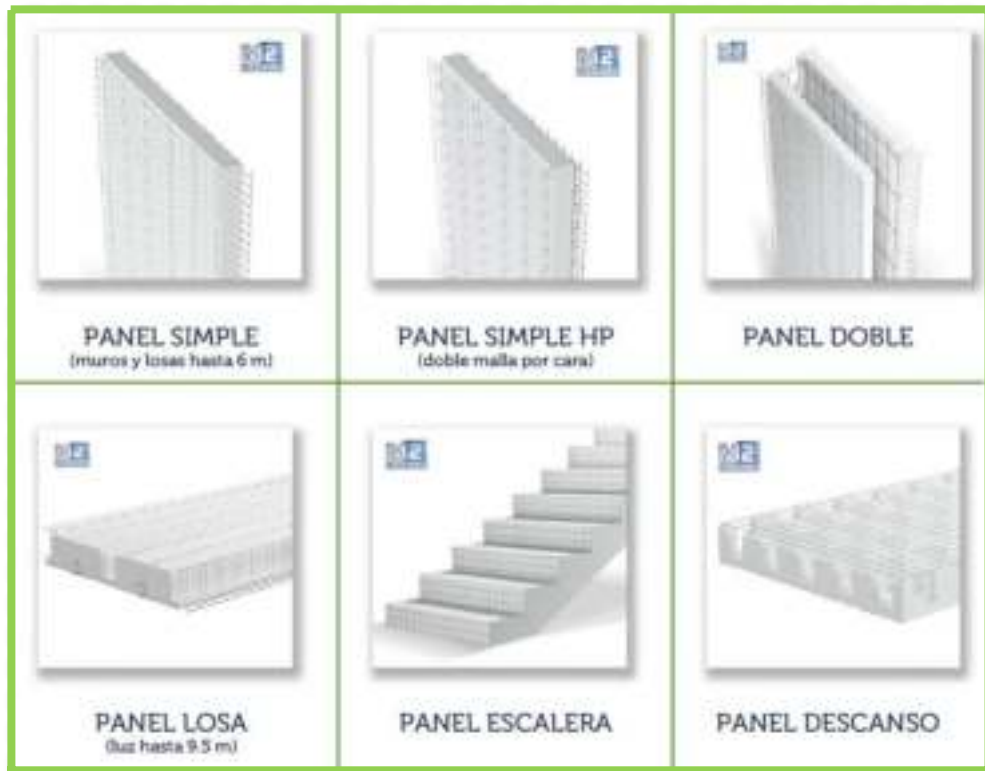 PANEL SIMPLE
(muros y losas hasta 6 m)
PANEL SIMPLE HP
(doble malla por cara)
PANEL DOBLE
PANEL LOSA
(luz hasta 9.5 m)
PANEL ESCALERA
PANEL DESCANSO